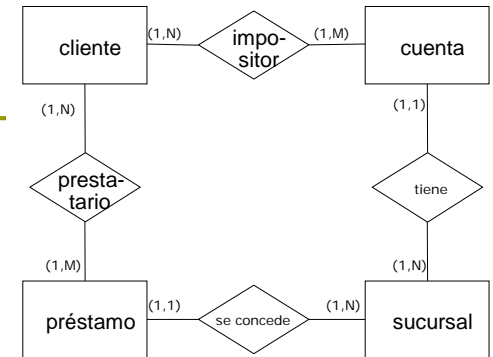 cliente
(1,N)
impo-
sitor
(1,M)
cuenta
(1,N)
(1,1)
presta-
tario
tiene
(1,M)
(1,N)
préstamo
(1,1)
se concede
(1,N)
sucursal